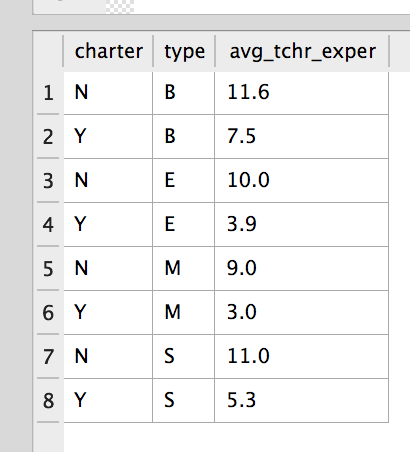 charter type avg_tchr_exper
1 N B 11.6
2 Y B 7.5
3 N E 10.0
4 Y E 3.9
5 N M 9.0
6 Y M 3.0
7 N S 11.0
8 Y S 5.3